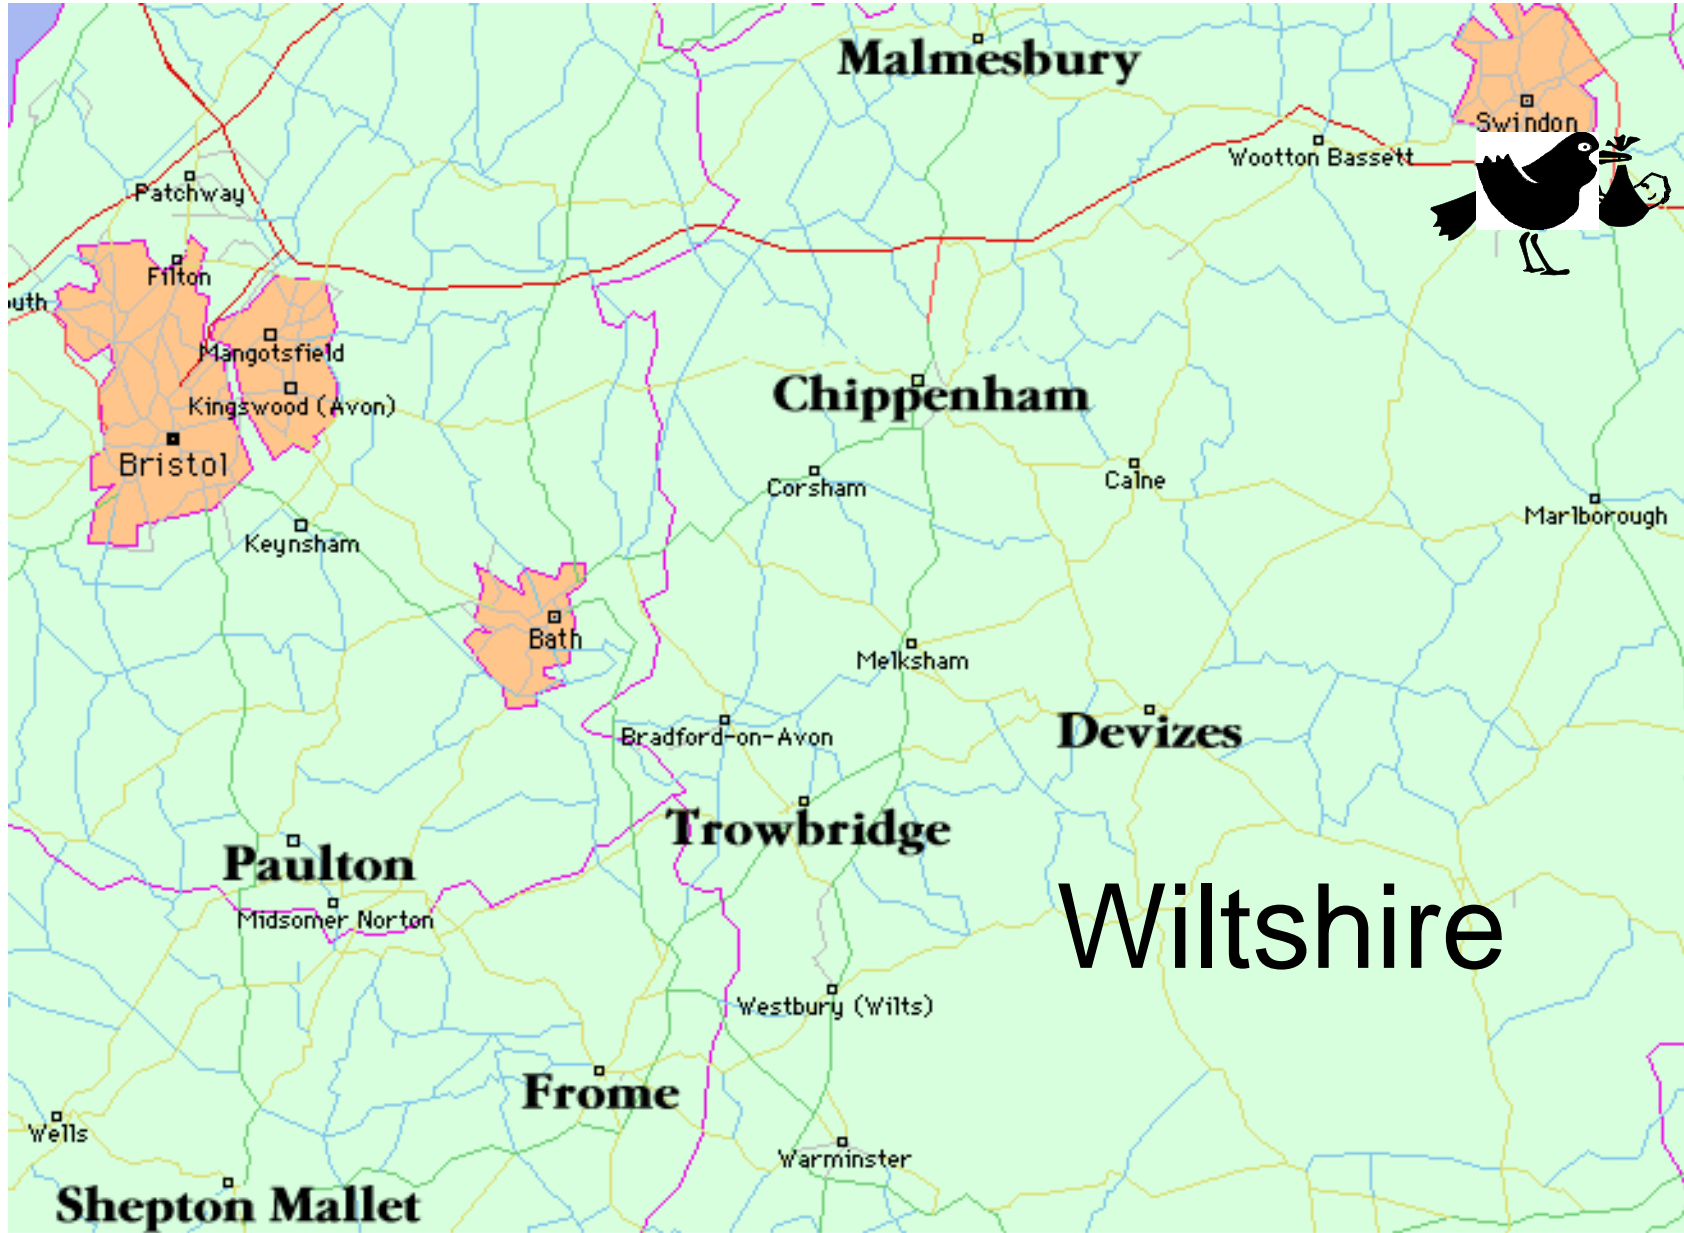 Malmesbury
Swindon
Wootton Bassett
Patchway
Filton
outh
Mangotsfield
Chippenham
Kingswood (Avon)
Bristol
Corsham
Calne
Marlborough
Keynsham
Bath
Melksham
Devizes
Bradford-on-Avon
Trowbridge
Paulton
Midsomer Norton
Wiltshire
Westbury (Wilts)
Frome
Wells
Warminster
Shepton Mallet